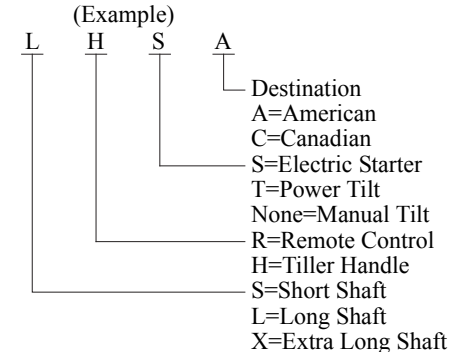 (Example)
L H S A
Destination
A=American
C=Canadian
S=Electric Starter
T=Power Tilt
None=Manual Tilt
R=Remote Control
H=Tiller Handle
S=Short Shaft
L=Long Shaft
X=Extra Long Shaft